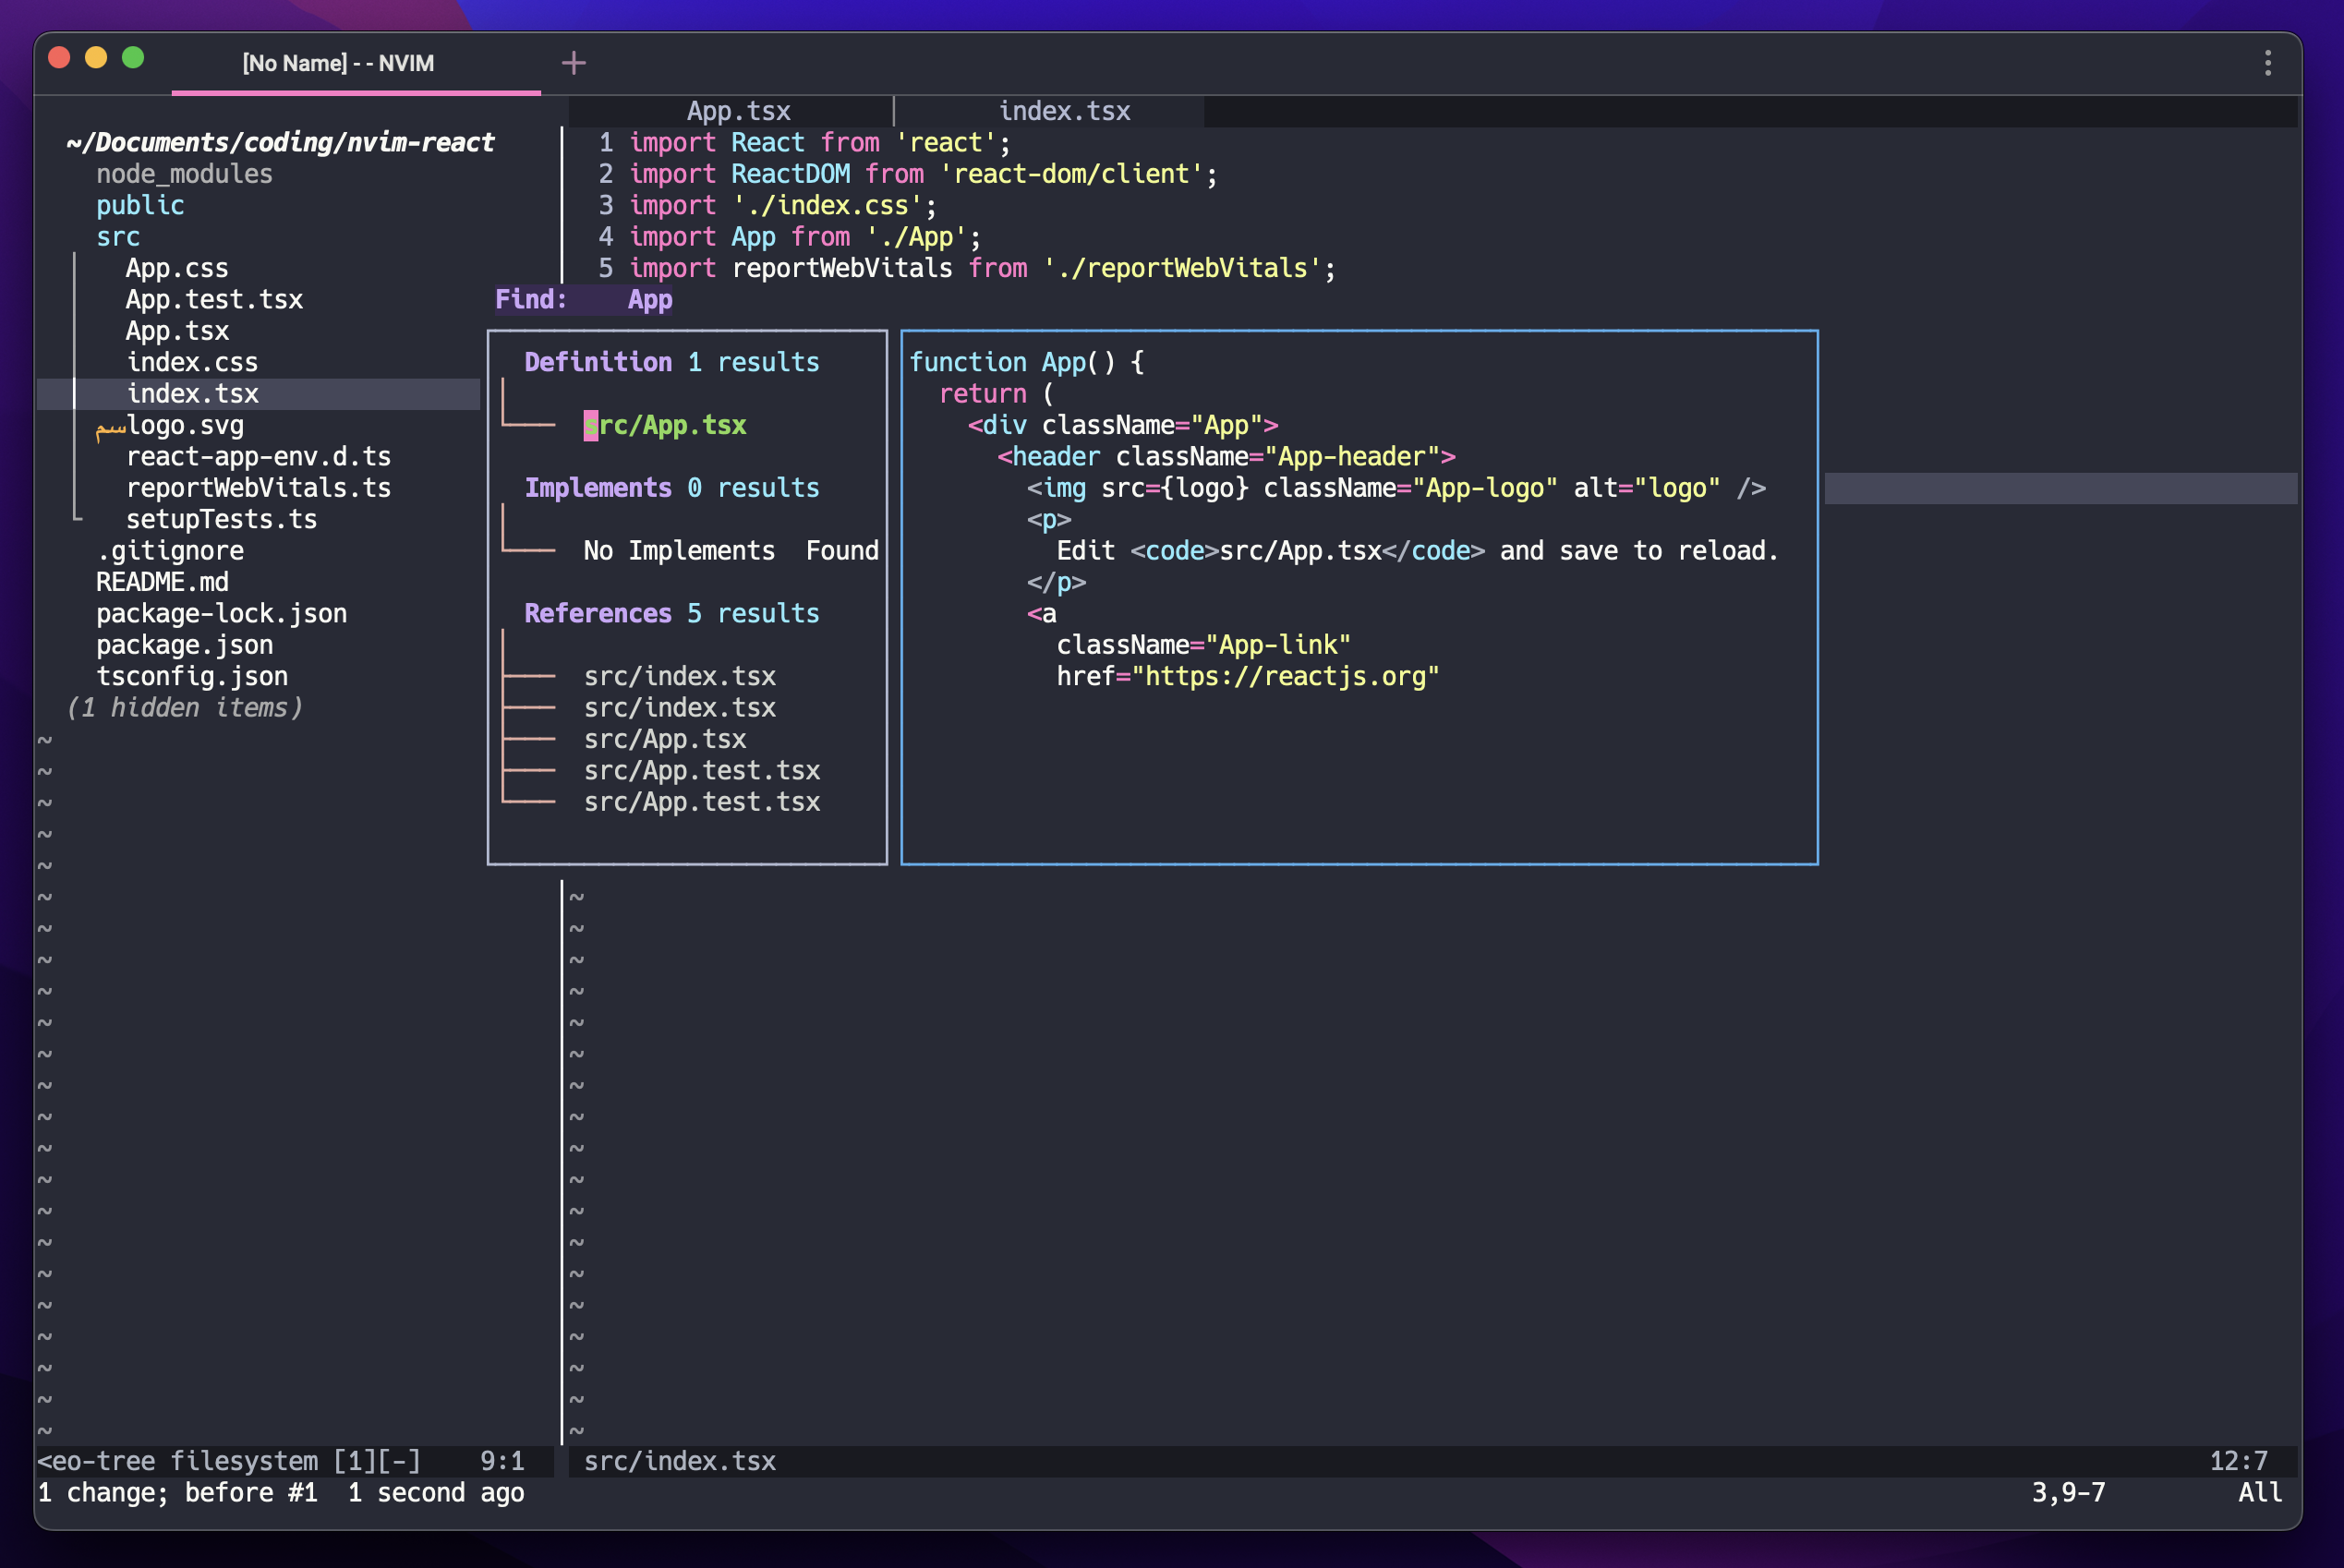 [No Name] - - NVIM +
App.tsx index.tsx
~/Documents/coding/nvim-react
node_modules
public
src
App.css
App.test.tsx
App.tsx
index.css
index.tsx
سمlogo.svg
react-app-env.d.ts
reportWebVitals.ts
setupTests.ts
.gitignore
README.md
package-lock.json
package.json
tsconfig.json
(1 hidden items)
1 import React from 'react';
2 import ReactDOM from 'react-dom/client';
3 import './index.css';
4 import App from './App';
5 import reportWebVitals from './reportWebVitals';
Find: App
Definition 1 results
src/App.tsx
Implements 0 results
No Implements Found
References 5 results
src/index.tsx
src/index.tsx
src/App.tsx
src/App.test.tsx
src/App.test.tsx
function App() {
return (
<div className="App">
<header className="App-header">
<img src={logo} className="App-logo" alt="logo" />
<p>
Edit <code>src/App.tsx</code> and save to reload.
</p>
<a
className="App-link"
href="https://reactjs.org"
<eo-tree filesystem [1][-] 9:1
src/index.tsx 12:7
1 change; before #1 1 second ago 3,9-7 All